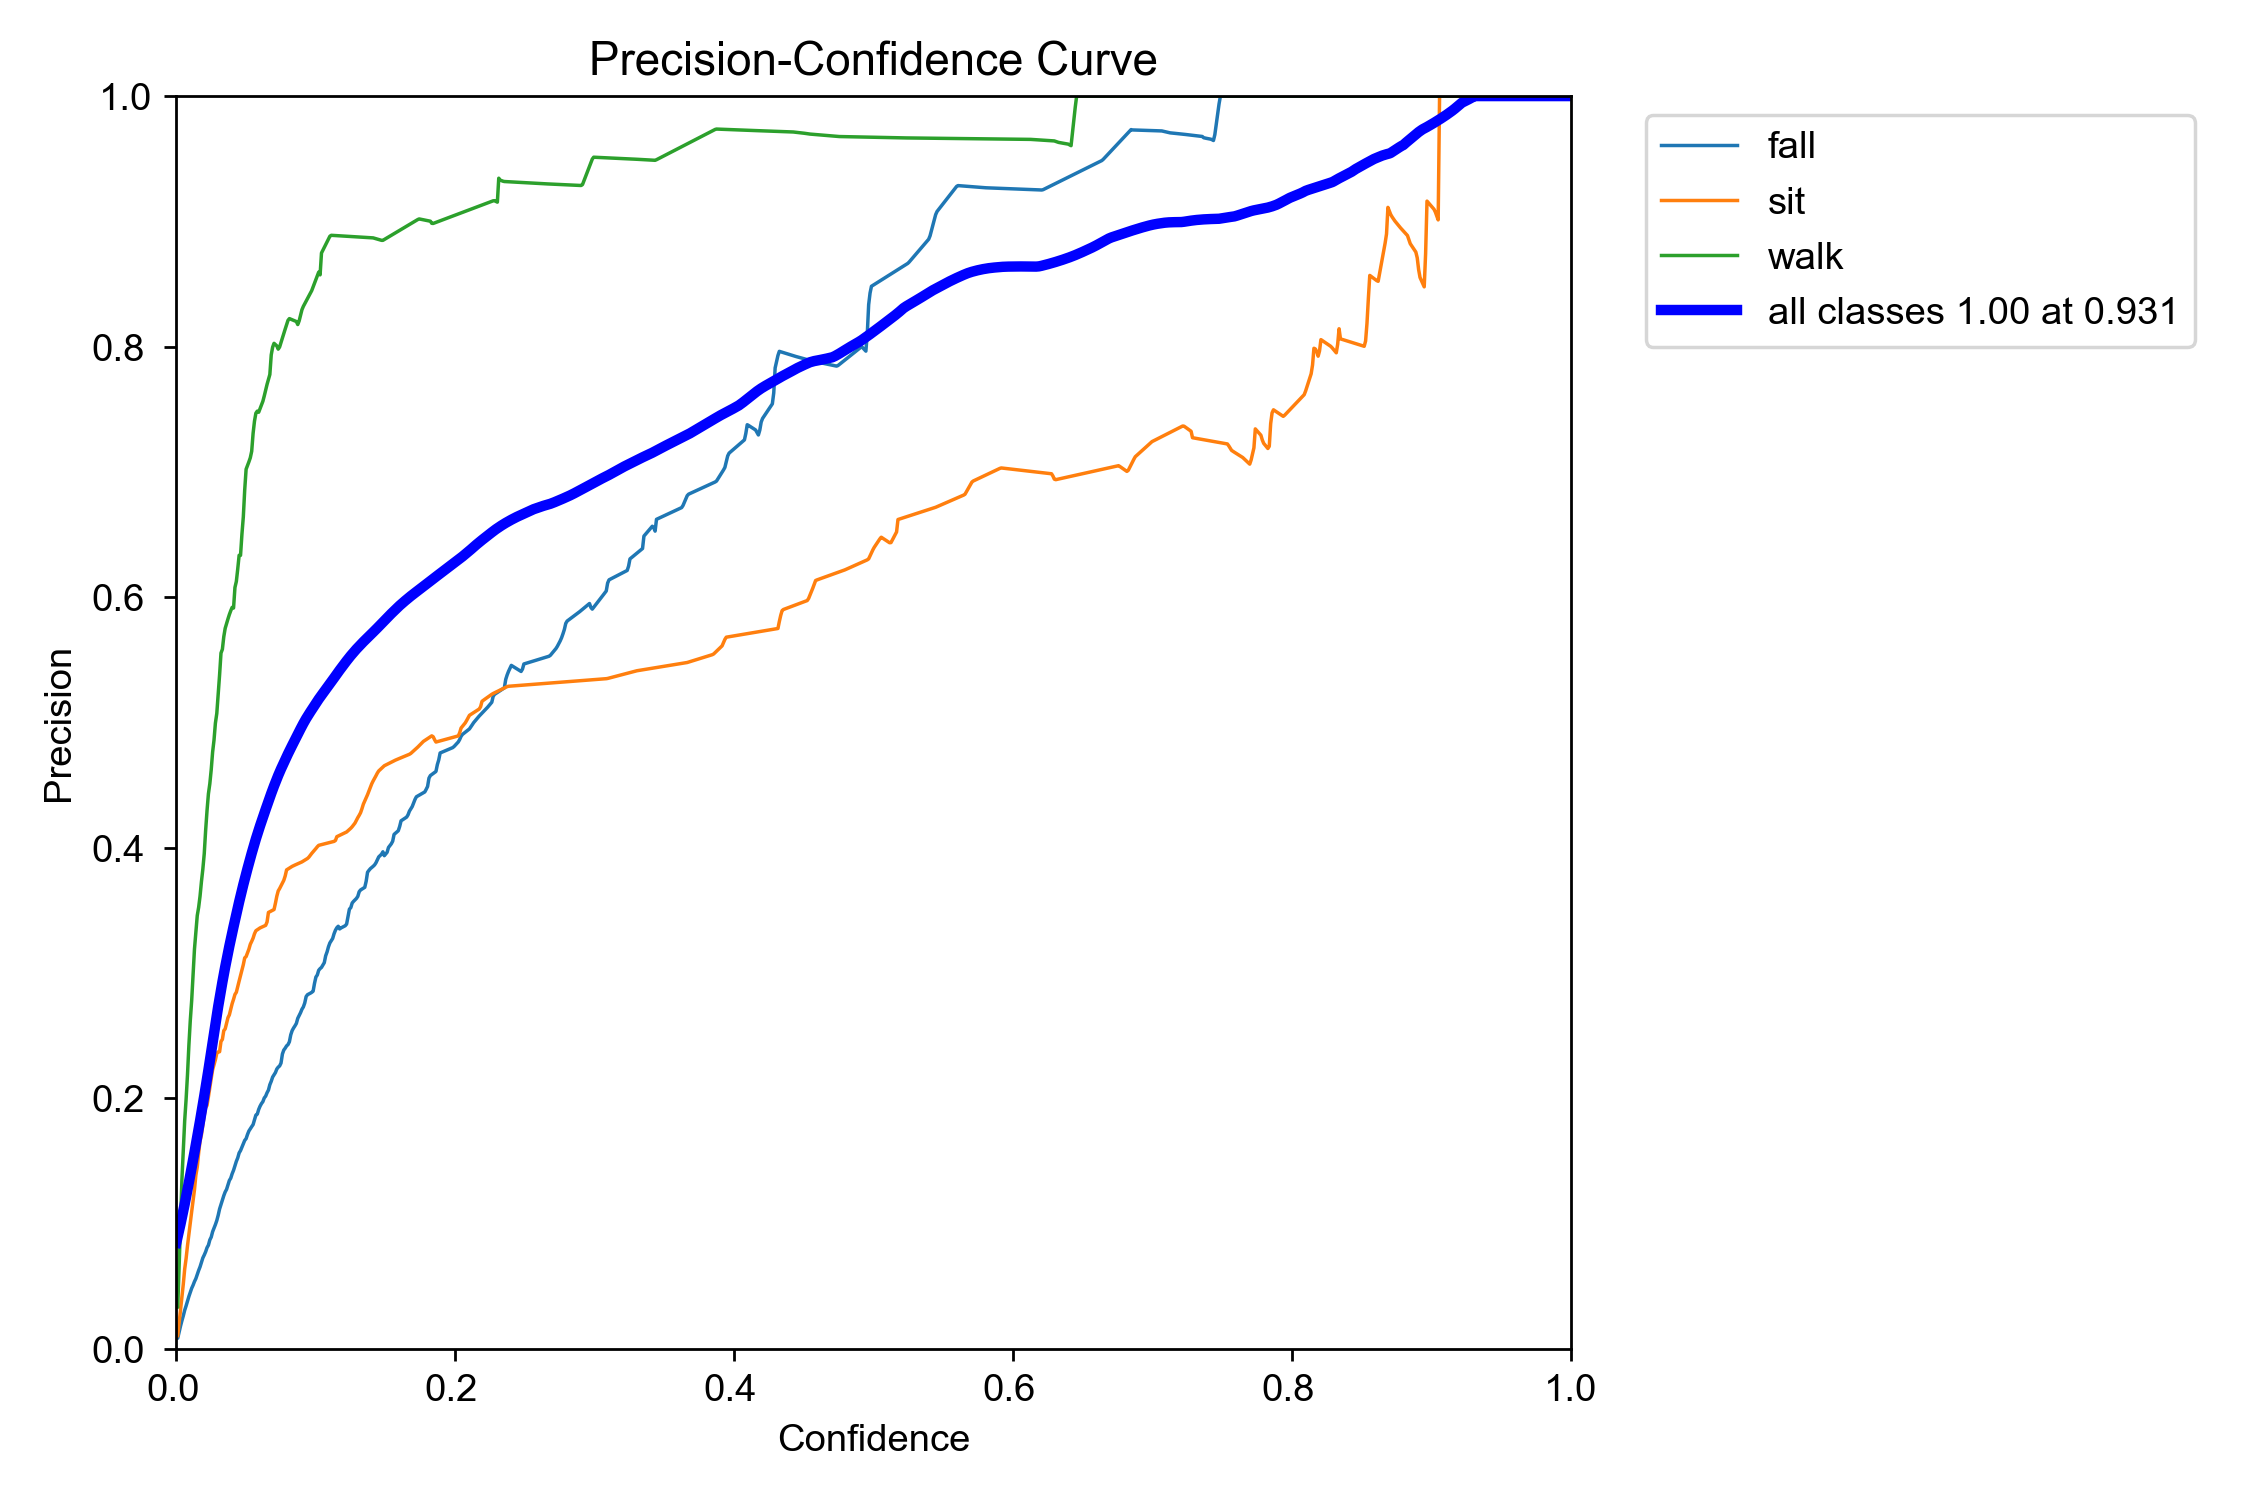 Precision-Confidence Curve
1.0
0.8
0.6
0.4
0.2
0.0
Precision
0.0 0.2 0.4 0.6 0.8 1.0
Confidence
fall
sit
walk
all classes 1.00 at 0.931